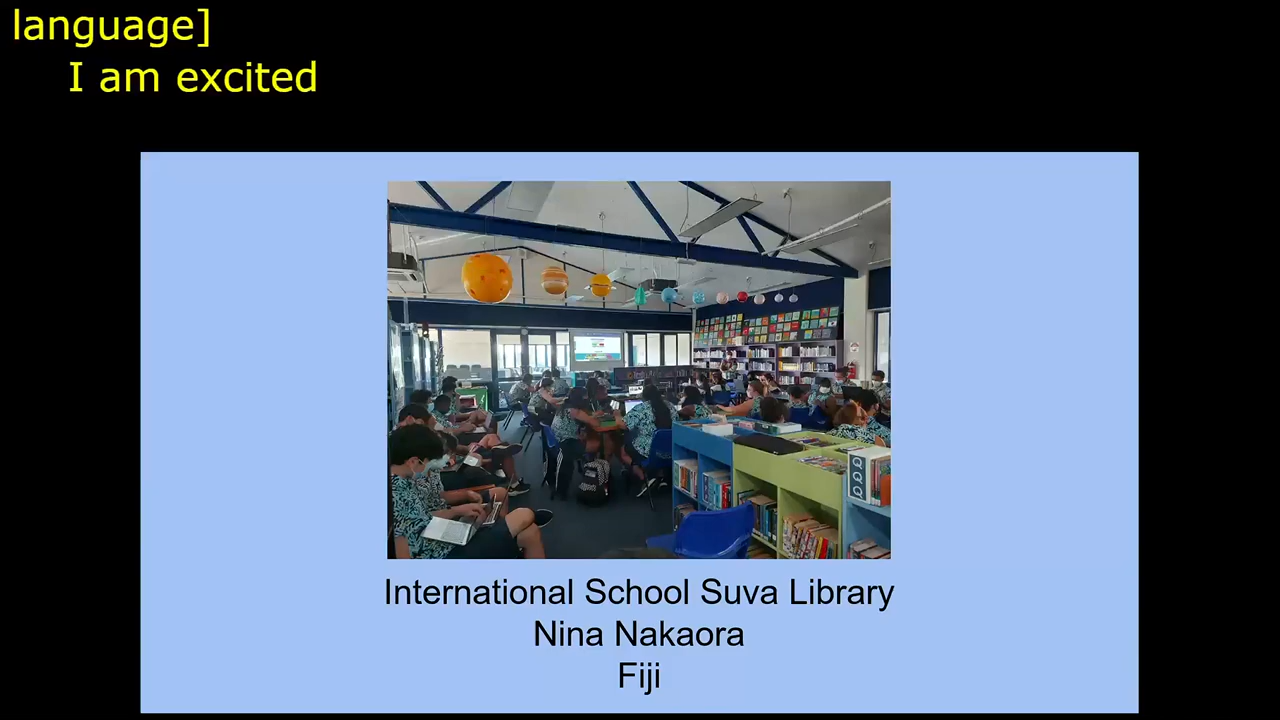 language]
I am excited
Q
Q
Q
International School Suva Library
Nina Nakaora
Fiji